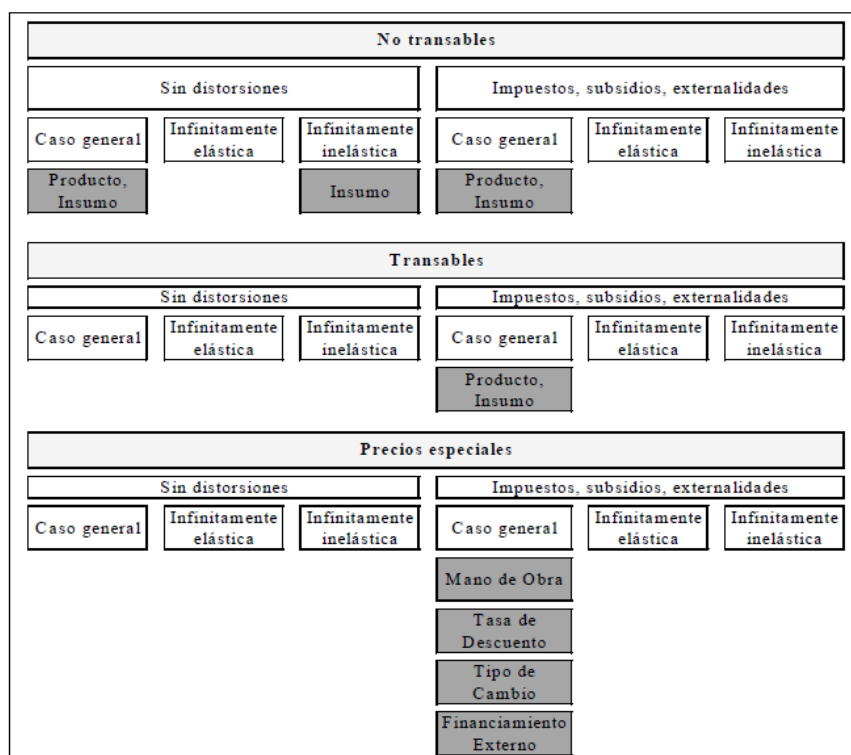 No transables
Sin distorsiones
Impuestos, subsidios, externalidades
Caso general
Infinitamente
elástica
Infinitamente
inelástica
Caso general
Infinitamente
elástica
Infinitamente
inelástica
Producto,
Insumo
Insumo
Producto,
Insumo
Transables
Sin distorsiones
Impuestos, subsidios, externalidades
Caso general
Infinitamente
elástica
Infinitamente
inelástica
Caso general
Infinitamente
elástica
Infinitamente
inelástica
Producto,
Insumo
Precios especiales
Sin distorsiones
Impuestos, subsidios, externalidades
Caso general
Infinitamente
elástica
Infinitamente
inelástica
Caso general
Infinitamente
elástica
Infinitamente
inelástica
Mano de Obra
Tasa de
Descuento
Tipo de
Cambio
Financiamiento
Externo